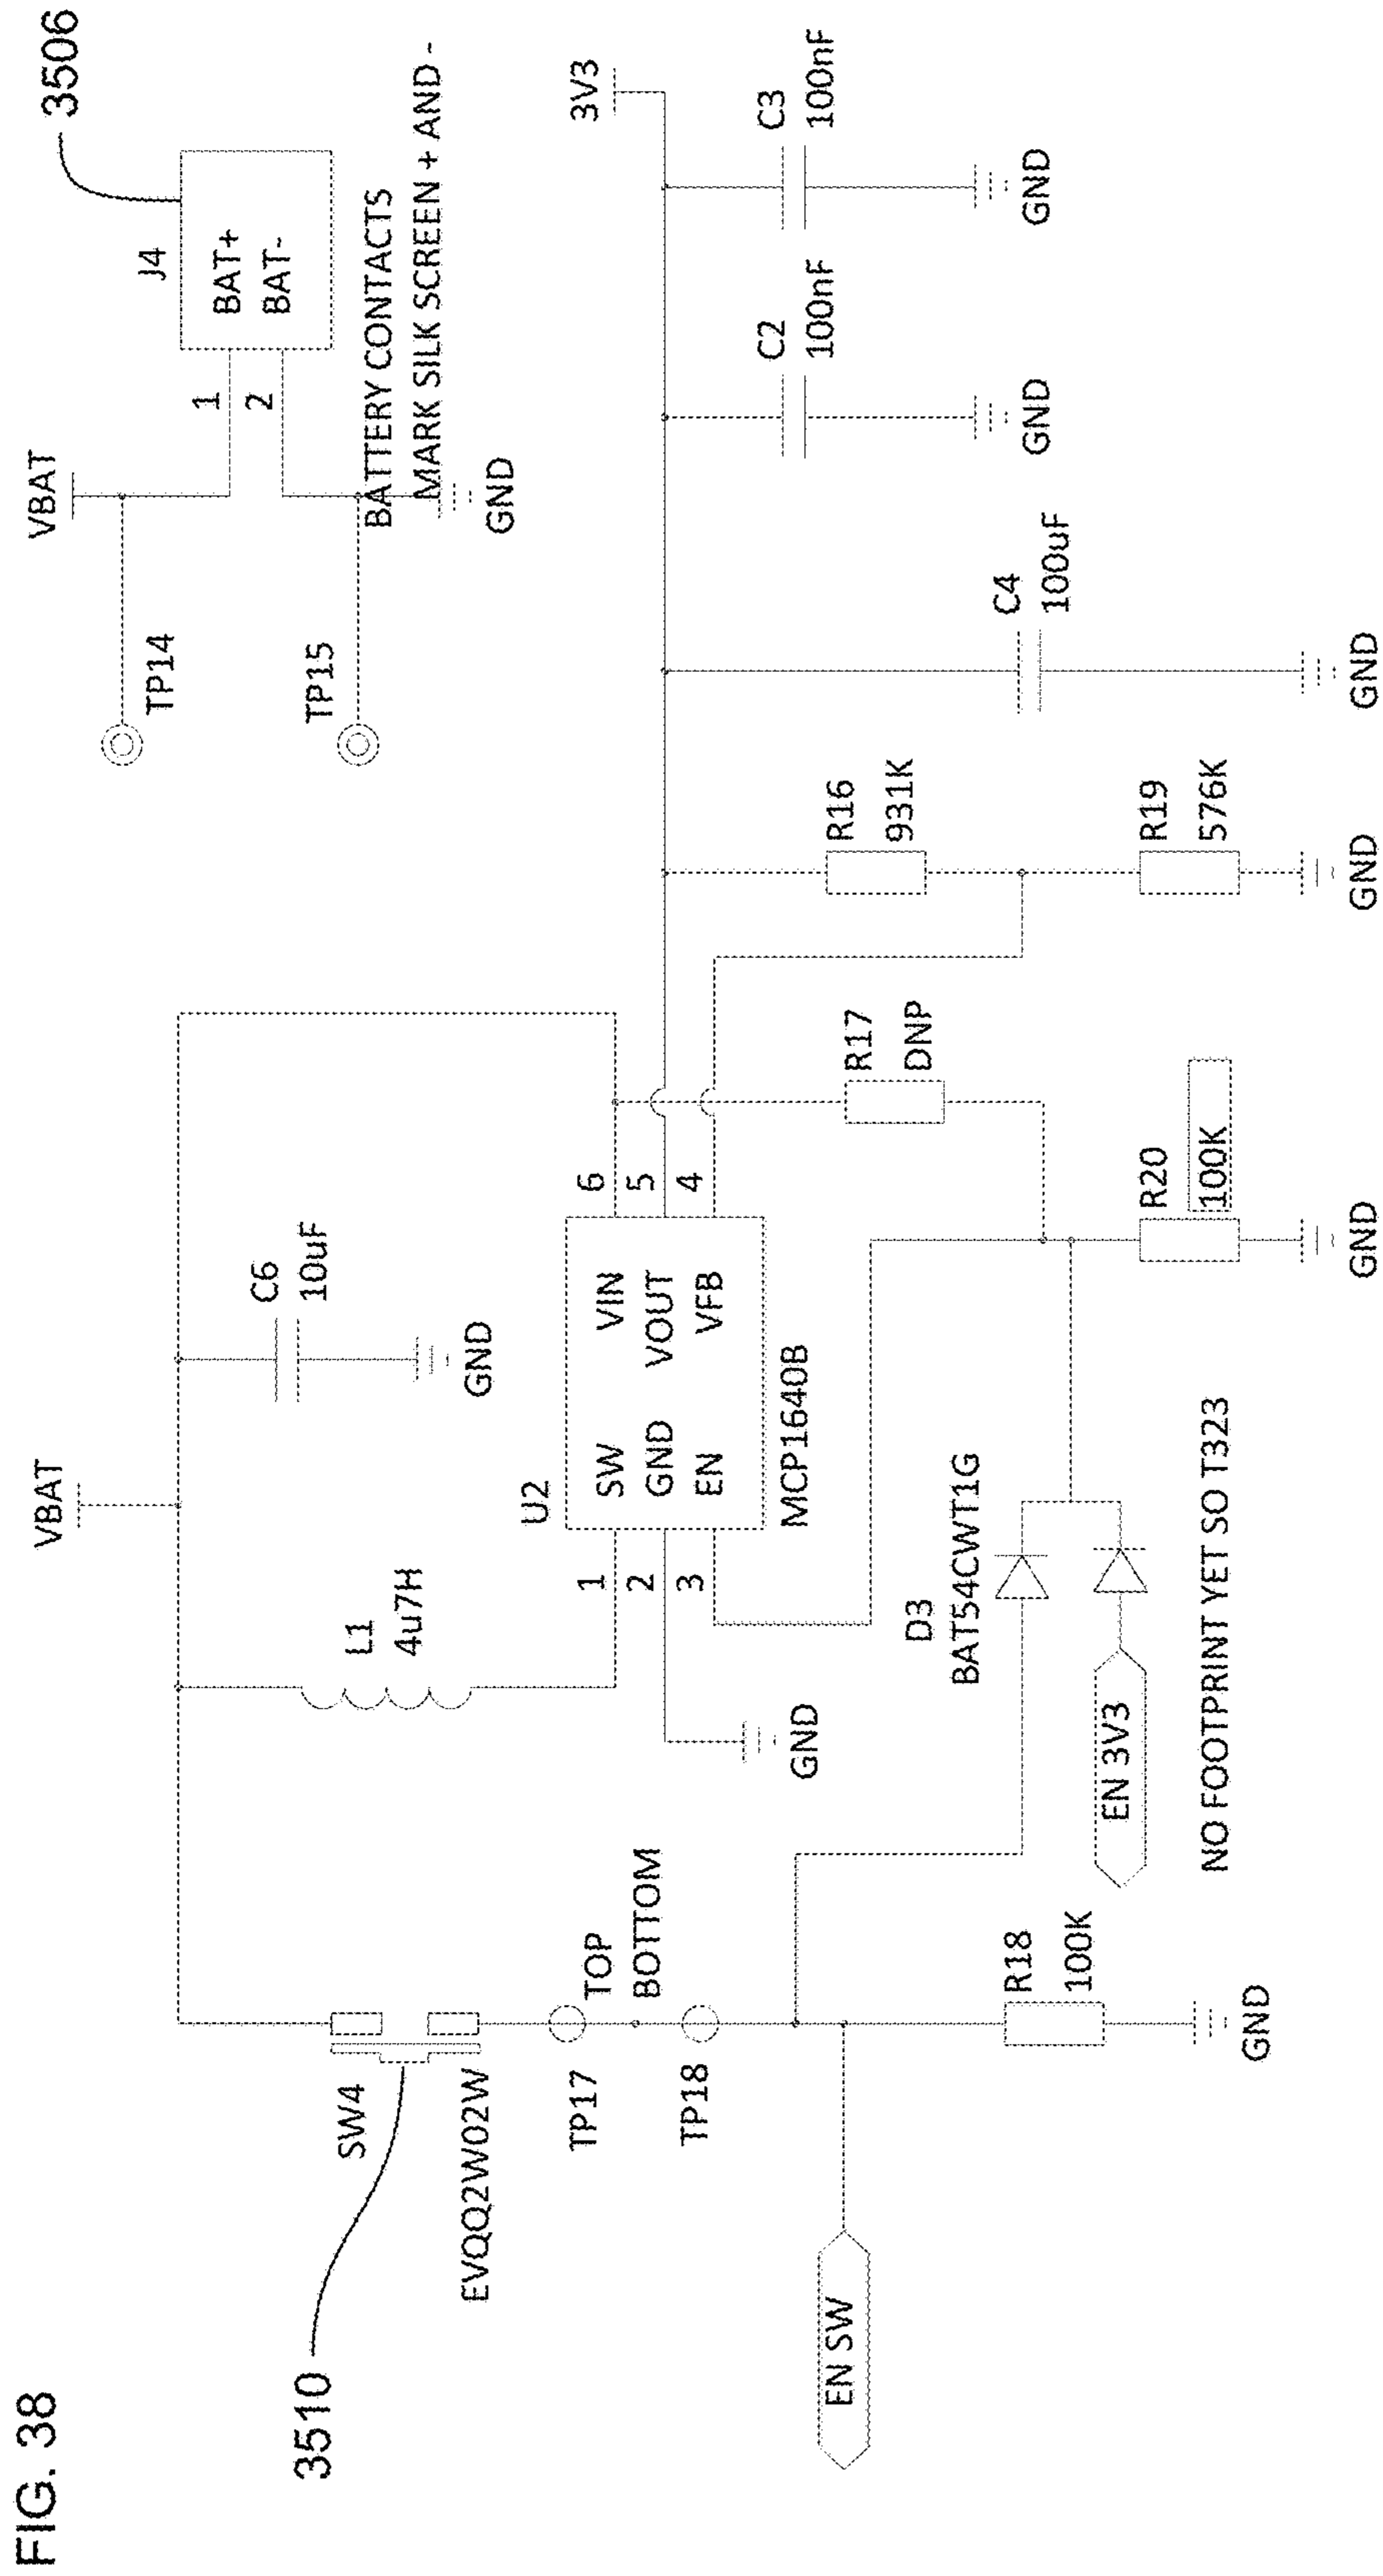 FIG. 38
3510
SW4
EVQQ2W02W
TP17
TOP
BOTTOM
TP18
EN SW
R18
100K
GND
VBAT
L1
4u7H
C6
10uF
GND
U2
SW
VIN
GND
VOUT
EN
VFB
1
2
3
6
5
4
MCP1640B
GND
D3
BAT54CWT1G
EN 3V3
NO FOOTPRINT YET SO T323
R17
DNP
R20
100K
GND
R16
931K
R19
576K
GND
C4
100uF
GND
C2
100nF
GND
C3
100nF
GND
3V3
VBAT
TP14
TP15
1
2
J4
BAT+
BAT-
3506
BATTERY CONTACTS
MARK SILK SCREEN + AND -
GND